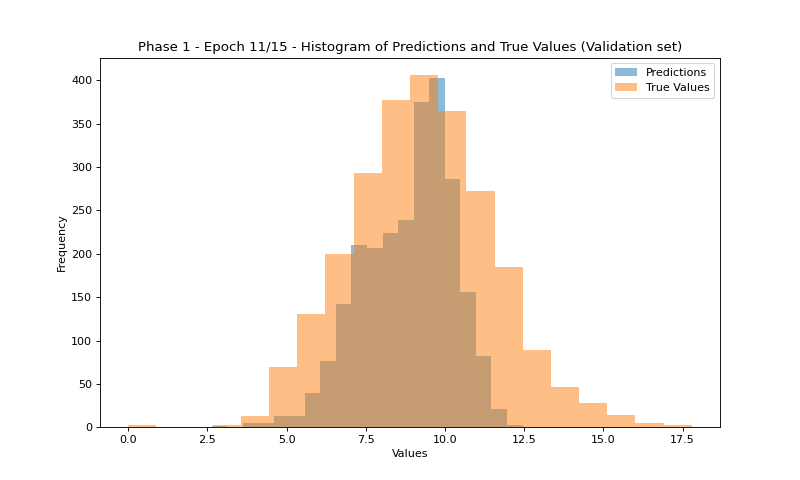 Phase 1 - Epoch 11/15 - Histogram of Predictions and True Values (Validation set)
Predictions
True Values
400
350
300
250
200
150
100
50
0
Frequency
0.0 2.5 5.0 7.5 10.0 12.5 15.0 17.5
Values